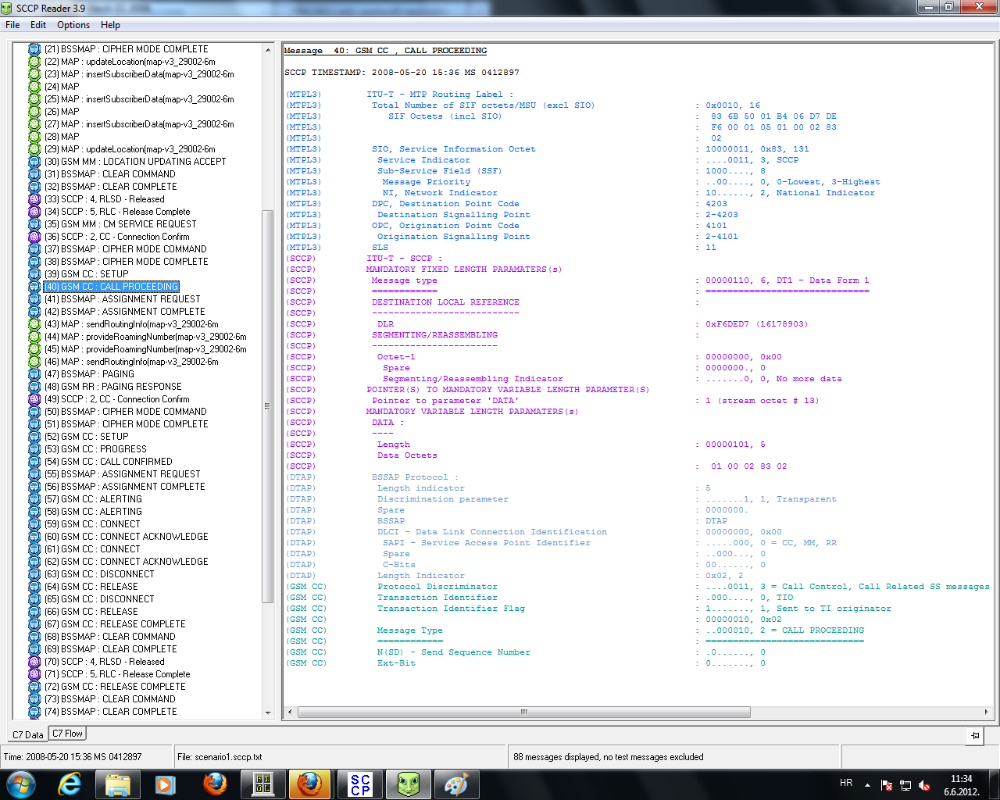 SCCP Reader 3.9
File Edit Options Help
(21) BSSMAP : CIPHER MODE COMPLETE
(22) MAP : updateLocation(map-v3_29002-6m
(23) MAP : insertSubscriberData(map-v3_29002-6m
(24) MAP
(25) MAP : insertSubscriberData(map-v3_29002-6m
(26) MAP
(27) MAP : insertSubscriberData(map-v3_29002-6m
(28) MAP
(29) MAP : updateLocation(map-v3_29002-6m
(30) GSM MM : LOCATION UPDATING ACCEPT
(31) BSSMAP : CLEAR COMMAND
(32) BSSMAP : CLEAR COMPLETE
(33) SCCP : 4, RLSD - Released
(34) SCCP : 5, RLC - Release Complete
(35) GSM MM : CM SERVICE REQUEST
(36) SCCP : 2, CC - Connection Confirm
(37) BSSMAP : CIPHER MODE COMMAND
(38) BSSMAP : CIPHER MODE COMPLETE
(39) GSM CC : SETUP
(40) GSM CC : CALL PROCEEDING
(41) BSSMAP : ASSIGNMENT REQUEST
(42) BSSMAP : ASSIGNMENT COMPLETE
(43) MAP : sendRoutingInfo(map-v3_29002-6m
(44) MAP : provideRoamingNumber(map-v3_29002-6m
(45) MAP : provideRoamingNumber(map-v3_29002-6m
(46) MAP : sendRoutingInfo(map-v3_29002-6m
(47) BSSMAP : PAGING
(48) GSM RR : PAGING RESPONSE
(49) SCCP : 2, CC - Connection Confirm
(50) BSSMAP : CIPHER MODE COMMAND
(51) BSSMAP : CIPHER MODE COMPLETE
(52) GSM CC : SETUP
(53) GSM CC : PROGRESS
(54) GSM CC : CALL CONFIRMED
(55) BSSMAP : ASSIGNMENT REQUEST
(56) BSSMAP : ASSIGNMENT COMPLETE
(57) GSM CC : ALERTING
(58) GSM CC : ALERTING
(59) GSM CC : CONNECT
(60) GSM CC : CONNECT ACKNOWLEDGE
(61) GSM CC : CONNECT
(62) GSM CC : CONNECT ACKNOWLEDGE
(63) GSM CC : DISCONNECT
(64) GSM CC : RELEASE
(65) GSM CC : DISCONNECT
(66) GSM CC : RELEASE
(67) GSM CC : RELEASE COMPLETE
(68) BSSMAP : CLEAR COMMAND
(69) BSSMAP : CLEAR COMPLETE
(70) SCCP : 4, RLSD - Released
(71) SCCP : 5, RLC - Release Complete
(72) GSM CC : RELEASE COMPLETE
(73) BSSMAP : CLEAR COMMAND
(74) BSSMAP : CLEAR COMPLETE
Message 40: GSM CC , CALL PROCEEDING
SCCP TIMESTAMP: 2008-05-20 15:36 MS 0412897
(MTPL3) ITU-T - MTP Routing Label :
(MTPL3) Total Number of SIF octets/MSU (excl SIO) : 0x0010, 16
(MTPL3) SIF Octets (incl SIO) : 83 6B 50 01 B4 06 D7 DE
(MTPL3) : F6 00 01 05 01 00 02 83
(MTPL3) : 02
(MTPL3) SIO, Service Information Octet : 10000011, 0x83, 131
(MTPL3) Service Indicator : ....0011, 3, SCCP
(MTPL3) Sub-Service Field (SSF) : 1000...., 8
(MTPL3) Message Priority : ..00...., 0, 0-Lowest, 3-Highest
(MTPL3) NI, Network Indicator : 10......, 2, National Indicator
(MTPL3) DPC, Destination Point Code : 4203
(MTPL3) Destination Signalling Point : 2-4203
(MTPL3) OPC, Origination Point Code : 4101
(MTPL3) Origination Signalling Point : 2-4101
(MTPL3) SLS : 11
(SCCP) ITU-T - SCCP :
(SCCP) MANDATORY FIXED LENGTH PARAMATERS(s)
(SCCP) Message type : 00000110, 6, DT1 - Data Form 1
(SCCP) ============ : ==============================
(SCCP) DESTINATION LOCAL REFERENCE :
(SCCP) ---------------------------
(SCCP) DLR : 0xF6DED7 (16178903)
(SCCP) SEGMENTING/REASSEMBLING :
(SCCP) -----------------------
(SCCP) Octet-1 : 00000000, 0x00
(SCCP) Spare : 0000000., 0
(SCCP) Segmenting/Reassembling Indicator : .......0, 0, No more data
(SCCP) POINTER(S) TO MANDATORY VARIABLE LENGTH PARAMETER(S)
(SCCP) Pointer to parameter 'DATA' : 1 (stream octet # 13)
(SCCP) MANDATORY VARIABLE LENGTH PARAMATERS(s)
(SCCP) DATA :
(SCCP) ----
(SCCP) Length : 00000101, 5
(SCCP) Data Octets
(SCCP) : 01 00 02 83 02
(DTAP) BSSAP Protocol :
(DTAP) Length indicator : 5
(DTAP) Discrimination parameter : .......1, 1, Transparent
(DTAP) Spare : 0000000.
(DTAP) BSSAP : DTAP
(DTAP) DLCI - Data Link Connection Identification : 00000000, 0x00
(DTAP) SAPI - Service Access Point Identifier : .....000, 0 = CC, MM, RR
(DTAP) Spare : ..000..., 0
(DTAP) C-Bits : 00......, 0
(DTAP) Length Indicator : 0x02, 2
(GSM CC) Protocol Discriminator : ....0011, 3 = Call Control, Call Related SS messages
(GSM CC) Transaction Identifier : .000...., 0, TIO
(GSM CC) Transaction Identifier Flag : 1......., 1, Sent to TI originator
(GSM CC) : 00000010, 0x02
(GSM CC) Message Type : ..000010, 2 = CALL PROCEEDING
(GSM CC) ============ : =============================
(GSM CC) N(SD) - Send Sequence Number : .0......, 0
(GSM CC) Ext-Bit : 0......., 0
C7 Data C7 Flow
Time: 2008-05-20 15:36 MS 0412897 File: scenario1.sccp.txt 88 messages displayed, no test messages excluded
SC
CP
HR
11:34
6.6.2012.